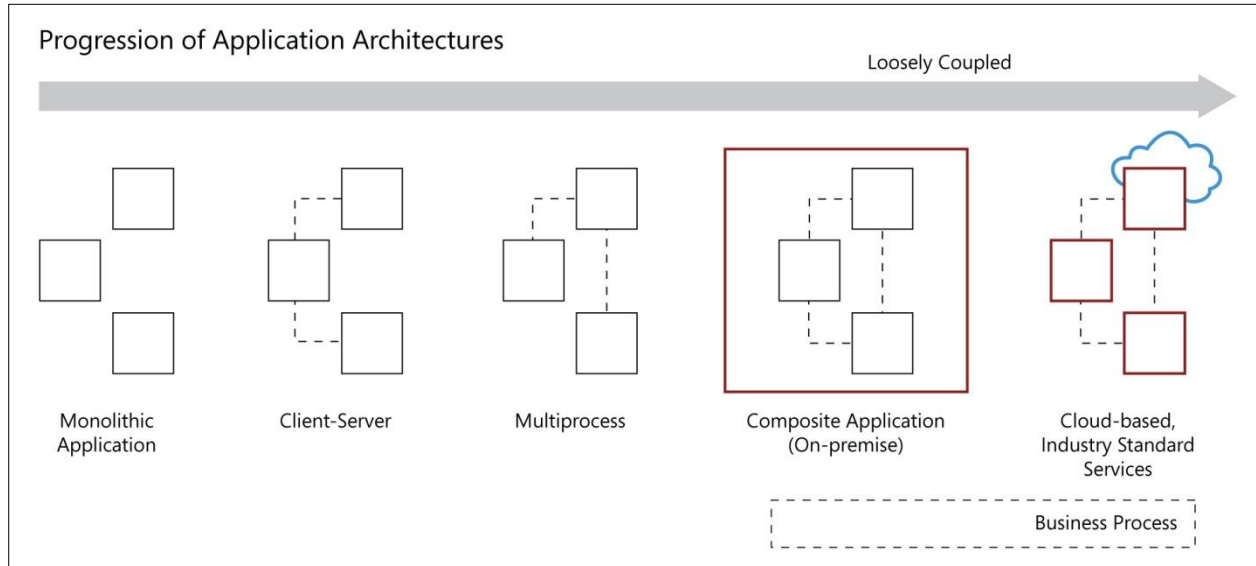 Progression of Application Architectures
Loosely Coupled
Monolithic
Application
Client-Server
Multiprocess
Composite Application
(On-premise)
Cloud-based,
Industry Standard
Services
Business Process